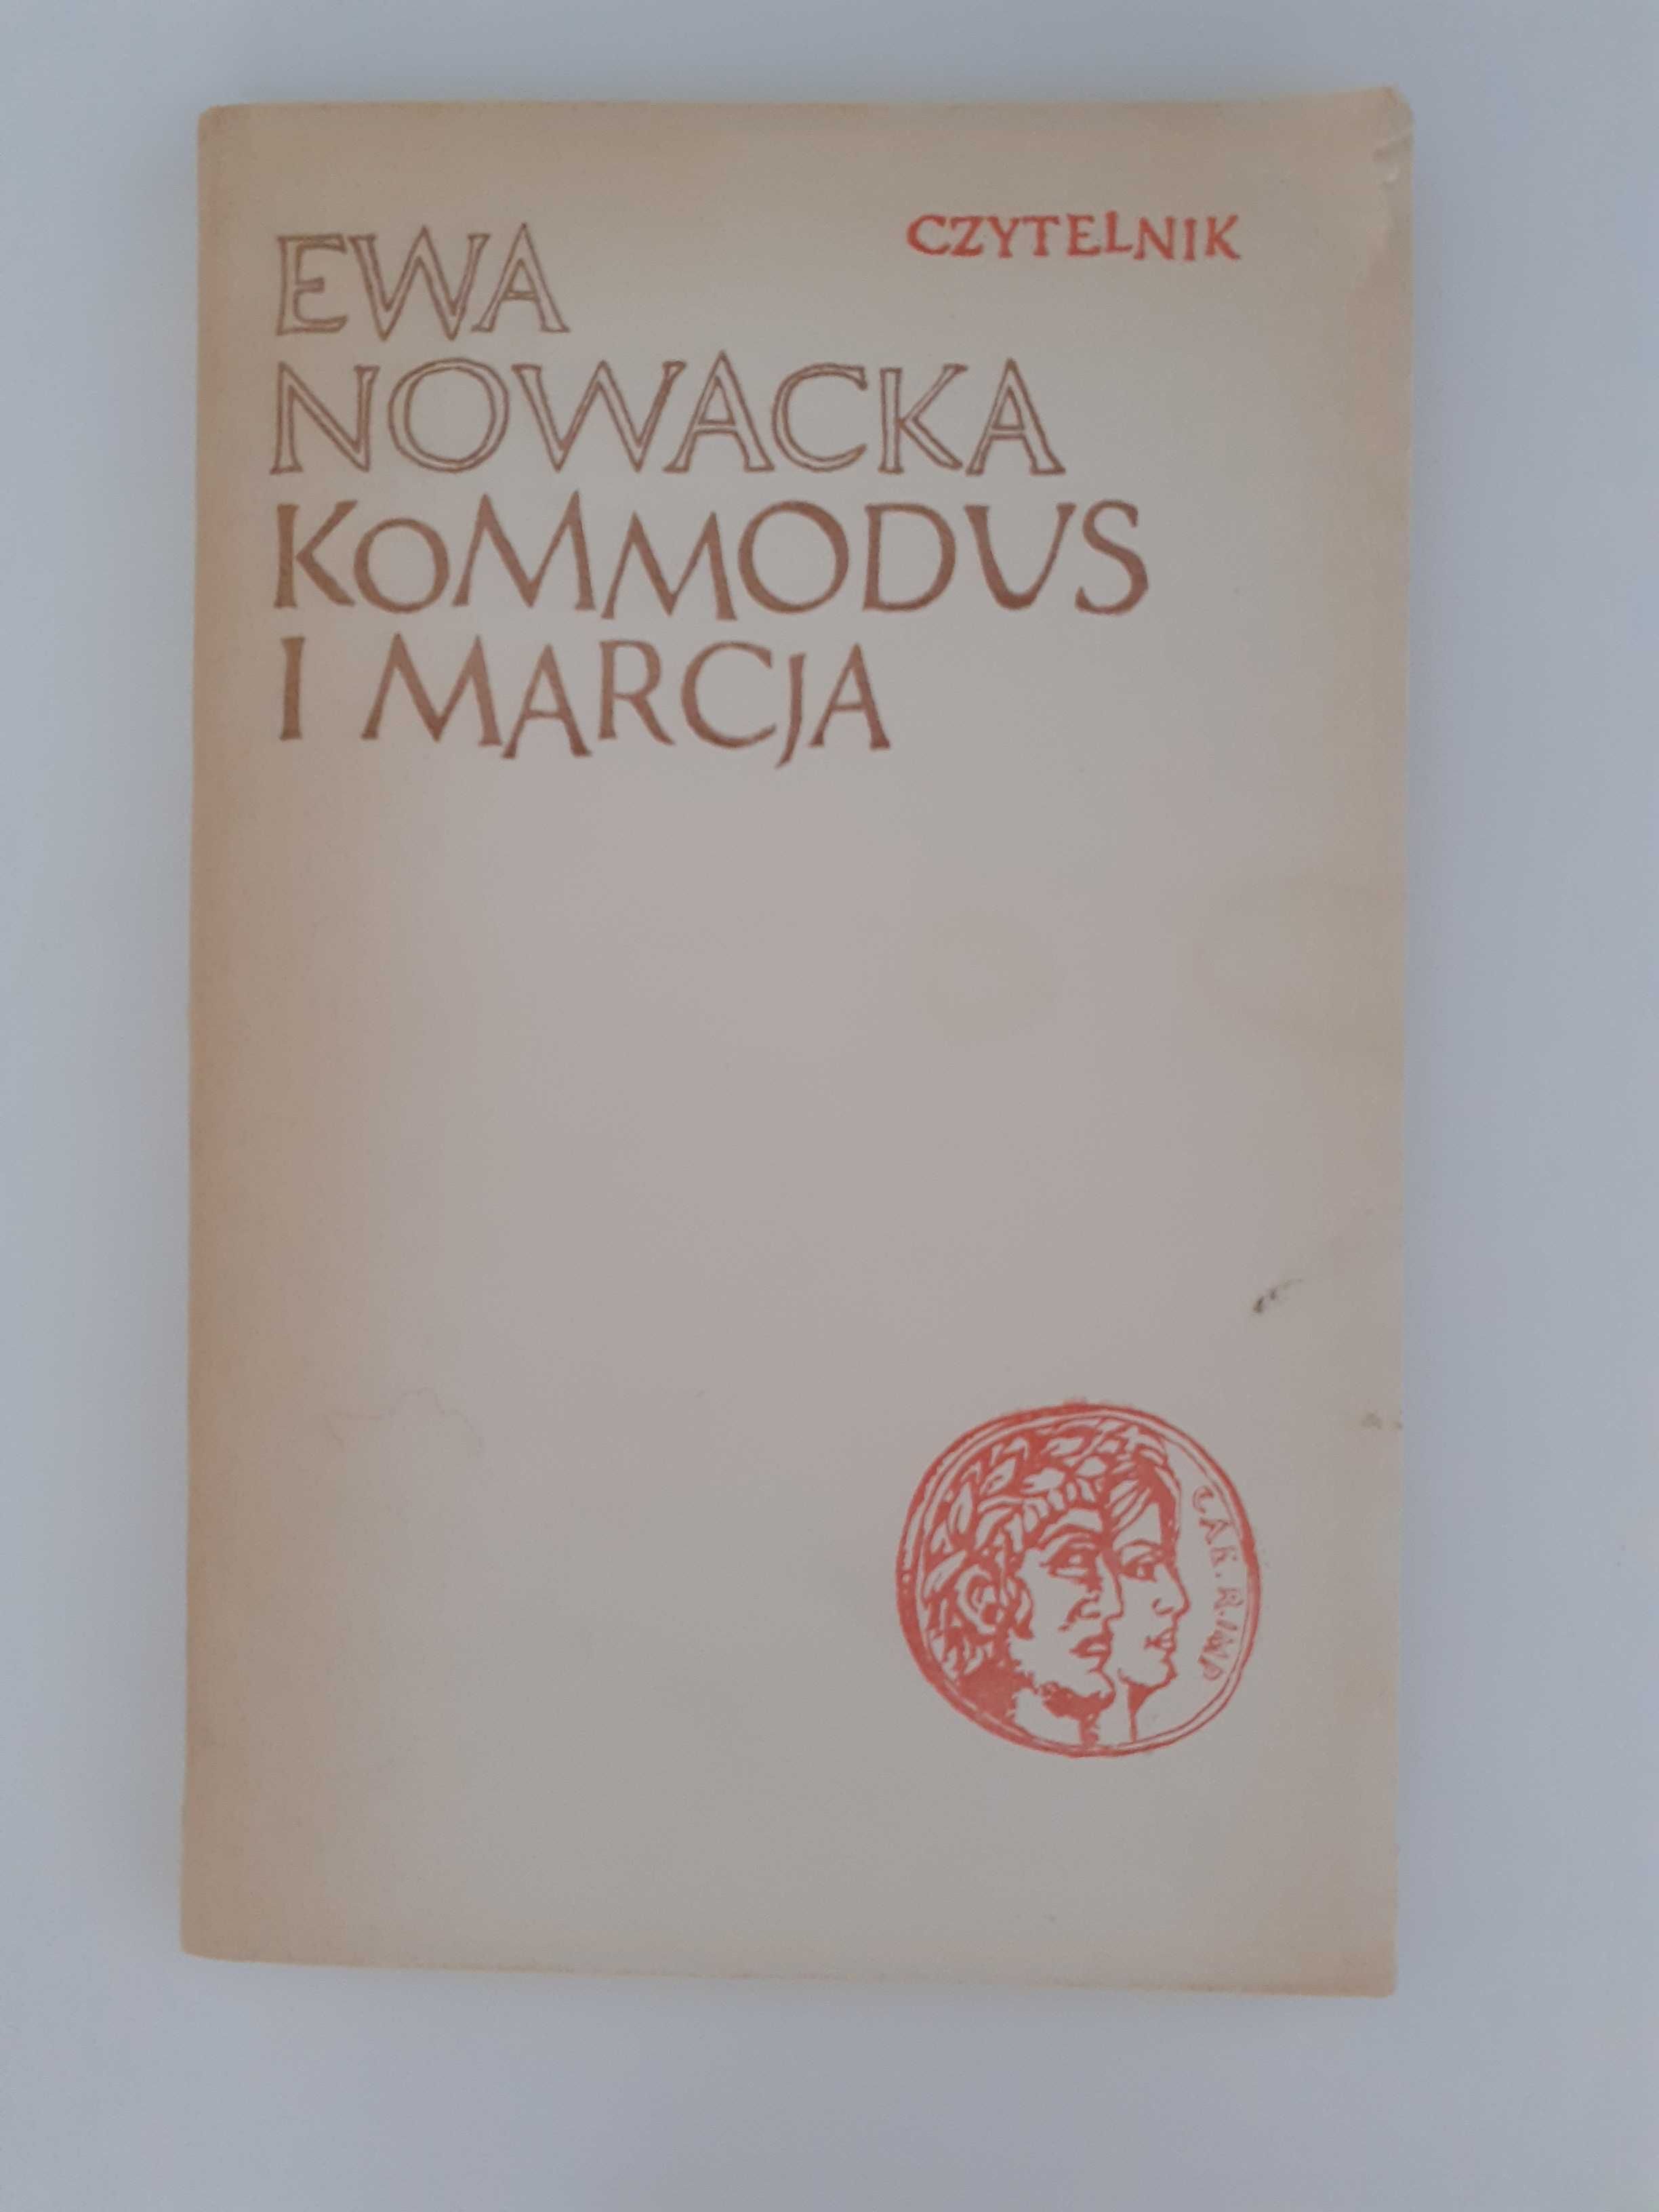 CZYTELNIK
EWA
NOWACKA
KOMMODUS
I MARCJA